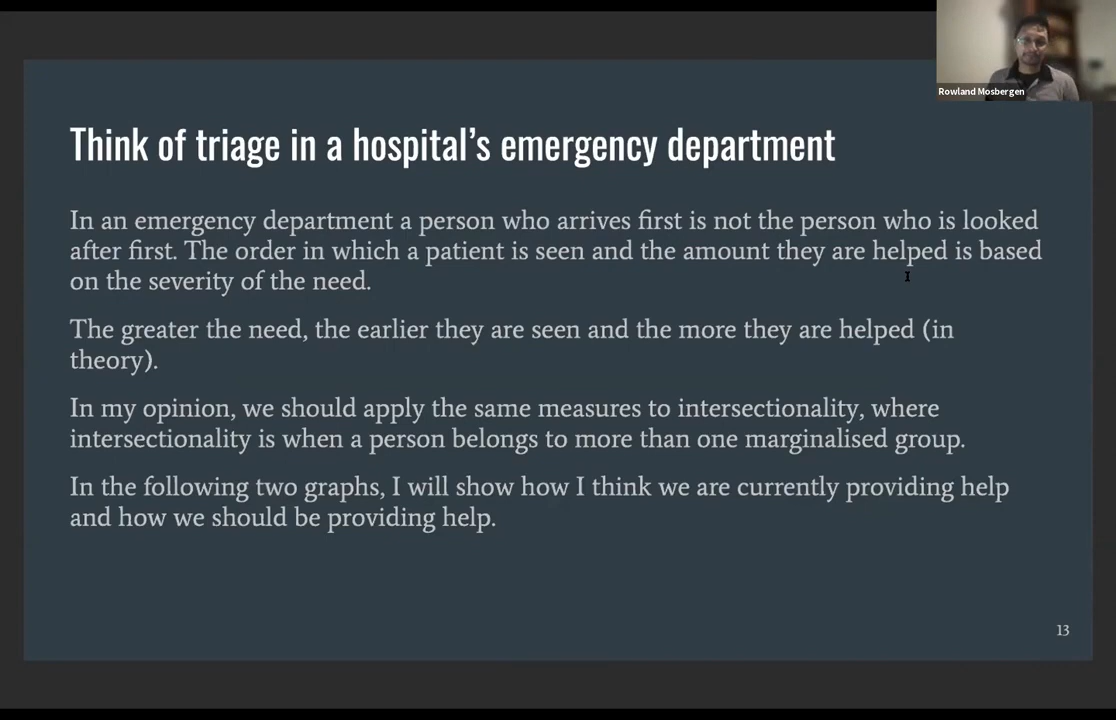 Rowland Mosbergen
Think of triage in a hospital’s emergency department
In an emergency department a person who arrives first is not the person who is looked
after first. The order in which a patient is seen and the amount they are helped is based
on the severity of the need.
The greater the need, the earlier they are seen and the more they are helped (in
theory).
In my opinion, we should apply the same measures to intersectionality, where
intersectionality is when a person belongs to more than one marginalised group.
In the following two graphs, I will show how I think we are currently providing help
and how we should be providing help.
13